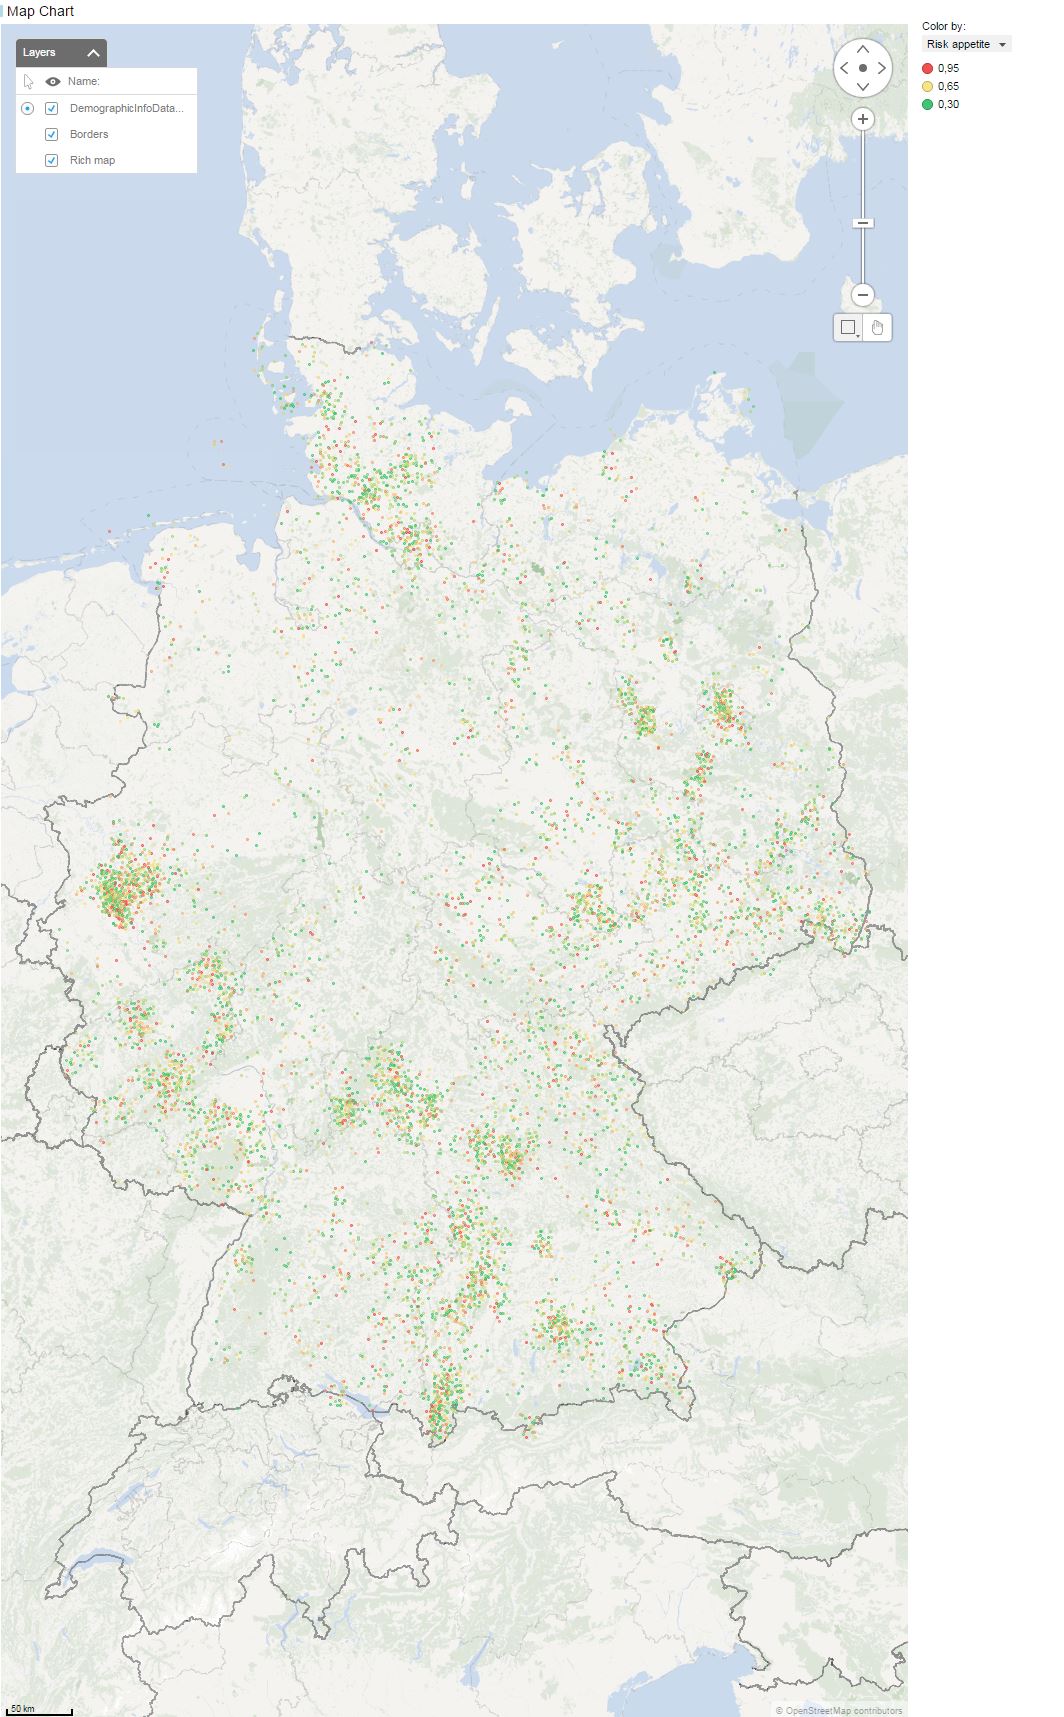 Map Chart
Color by:
Risk appetite
0,95
0,65
0,30
Layers
Name:
DemographicInfoData...
Borders
Rich map
50 km
© OpenStreetMap contributors